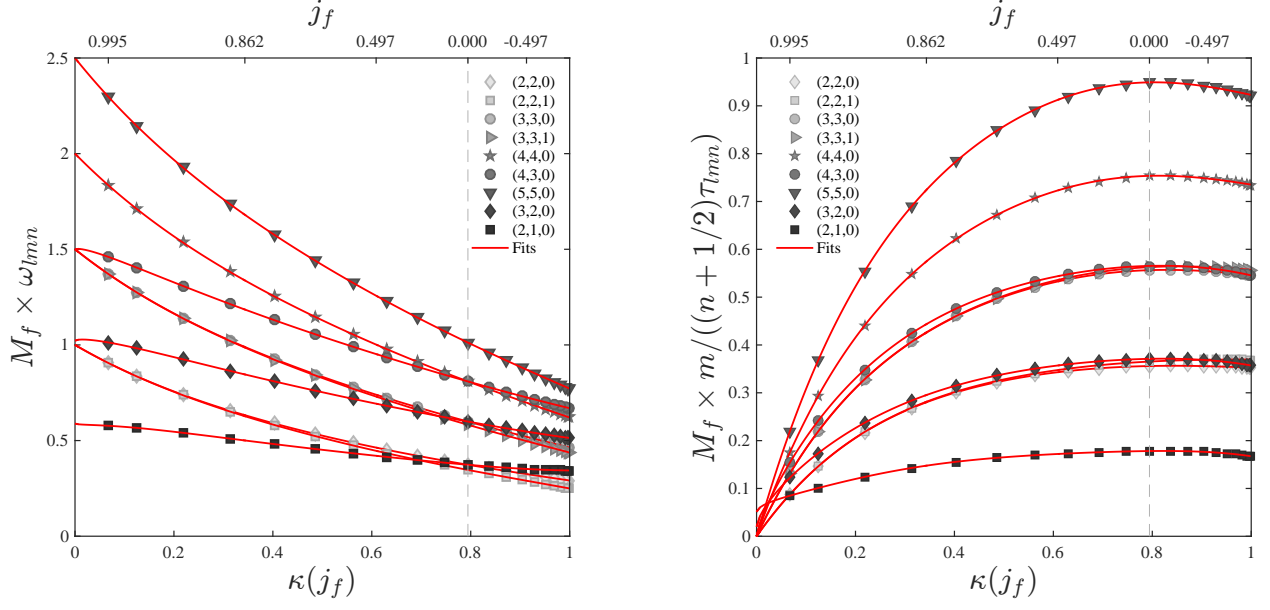 j_f
0.995 0.862 0.497 0.000 -0.497
2.5
2
1.5
1
0.5
0
M_f × ω_{lmn}
(2,2,0)
(2,2,1)
(3,3,0)
(3,3,1)
(4,4,0)
(4,3,0)
(5,5,0)
(3,2,0)
(2,1,0)
Fits
0 0.2 0.4 0.6 0.8 1
κ(j_f)
j_f
0.995 0.862 0.497 0.000 -0.497
1
0.9
0.8
0.7
0.6
0.5
0.4
0.3
0.2
0.1
0
M_f × m/((n + 1/2)τ_{lmn})
(2,2,0)
(2,2,1)
(3,3,0)
(3,3,1)
(4,4,0)
(4,3,0)
(5,5,0)
(3,2,0)
(2,1,0)
Fits
0 0.2 0.4 0.6 0.8 1
κ(j_f)